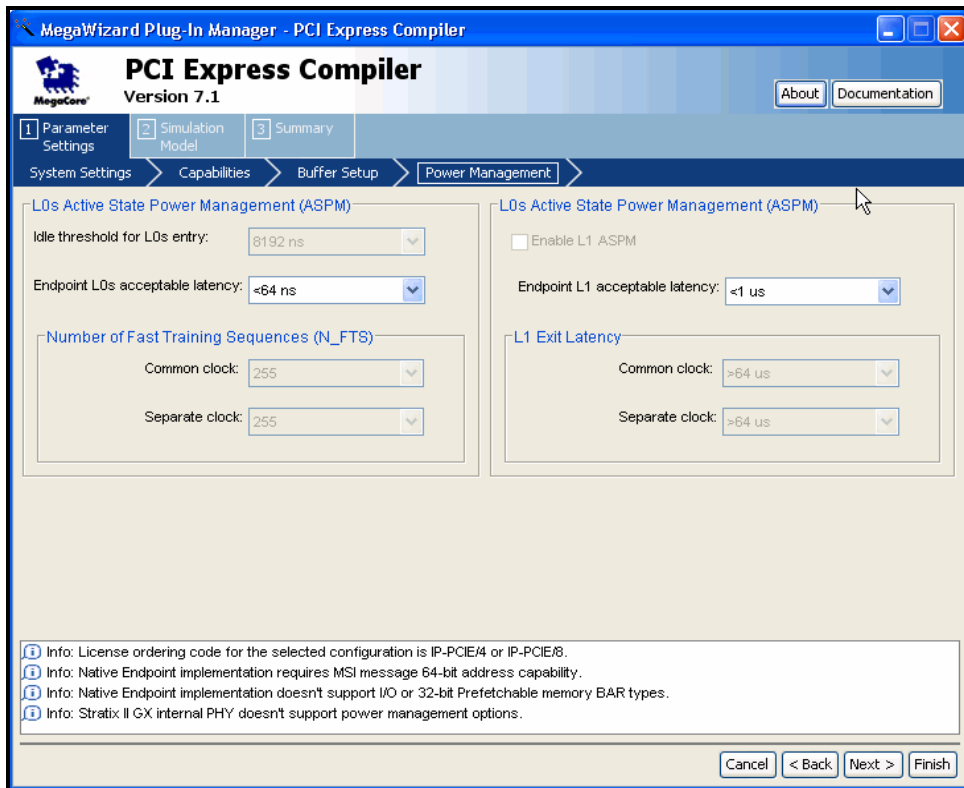 MegaWizard Plug-In Manager - PCI Express Compiler
PCI Express Compiler
MegaCore®
Version 7.1
About
Documentation
1 Parameter Settings
2 Simulation Model
3 Summary
System Settings
Capabilities
Buffer Setup
Power Management
L0s Active State Power Management (ASPM)
Idle threshold for L0s entry: 8192 ns
Endpoint L0s acceptable latency: <64 ns
Number of Fast Training Sequences (N_FTS)
Common clock: 255
Separate clock: 255
L0s Active State Power Management (ASPM)
Enable L1 ASPM
Endpoint L1 acceptable latency: <1 us
L1 Exit Latency
Common clock: >64 us
Separate clock: >64 us
Info: License ordering code for the selected configuration is IP-PCIE/4 or IP-PCIE/8.
Info: Native Endpoint implementation requires MSI message 64-bit address capability.
Info: Native Endpoint implementation doesn't support I/O or 32-bit Prefetchable memory BAR types.
Info: Stratix II GX internal PHY doesn't support power management options.
Cancel
< Back
Next >
Finish